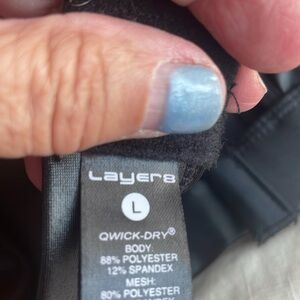 Layer8
L
QWICK-DRY®
BODY:
88% POLYESTER
12% SPANDEX
MESH:
80% POLYESTER